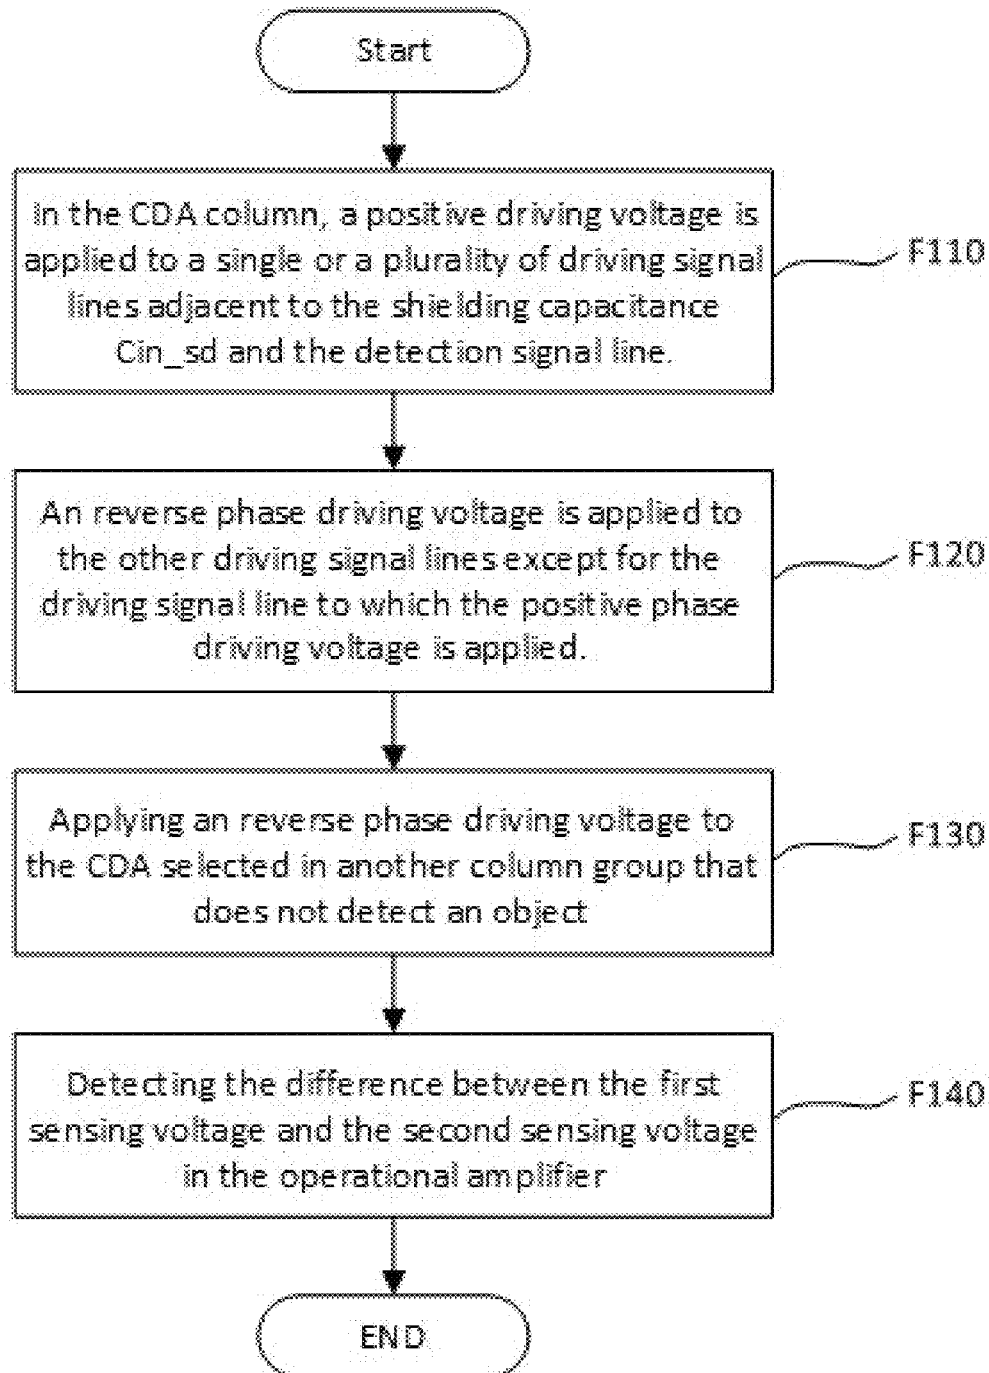 Start
In the CDA column, a positive driving voltage is
applied to a single or a plurality of driving signal
lines adjacent to the shielding capacitance
Cin_sd and the detection signal line.
F110
An reverse phase driving voltage is applied to
the other driving signal lines except for the
driving signal line to which the positive phase
driving voltage is applied.
F120
Applying an reverse phase driving voltage to
the CDA selected in another column group that
does not detect an object
F130
Detecting the difference between the first
sensing voltage and the second sensing voltage
in the operational amplifier
F140
END